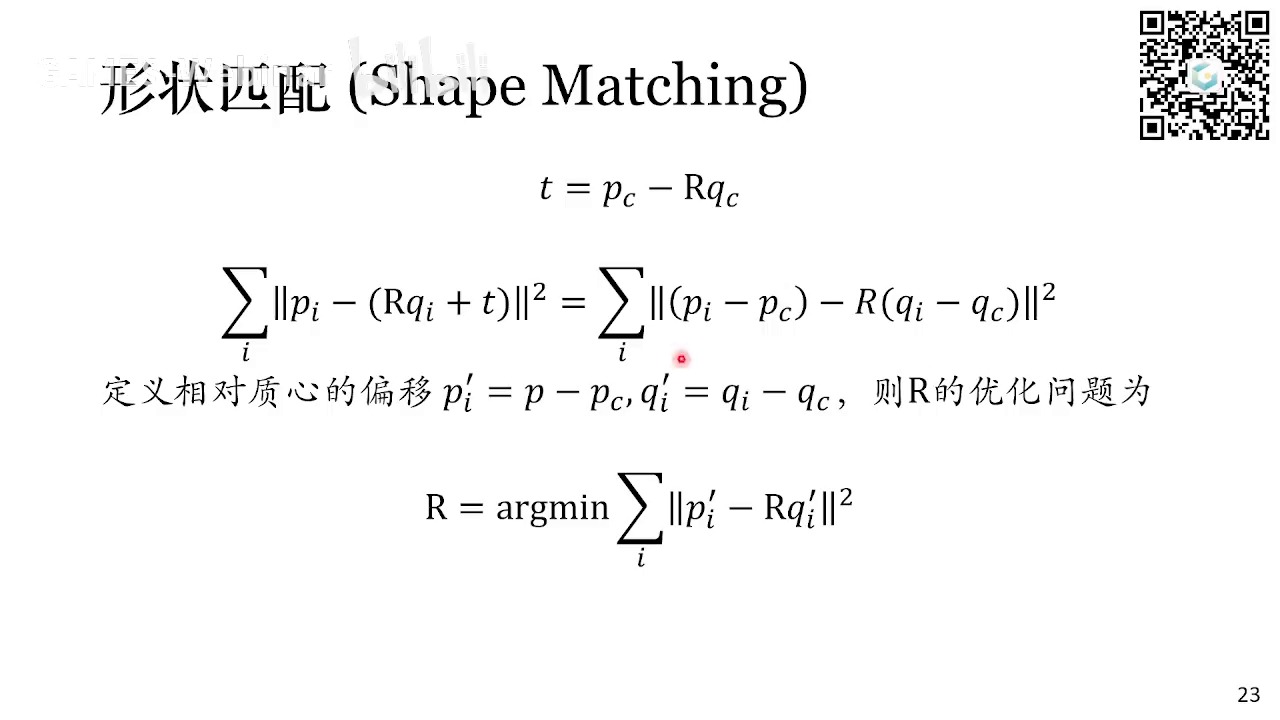 GAMES-Webinar
形状匹配 (Shape Matching)
t = p_c − Rq_c
∑_i ‖p_i − (Rq_i + t)‖² = ∑_i ‖(p_i − p_c) − R(q_i − q_c)‖²
定义相对质心的偏移 p_i′ = p − p_c, q_i′ = q_i − q_c，则R的优化问题为
R = argmin ∑_i ‖p_i′ − Rq_i′‖²
23